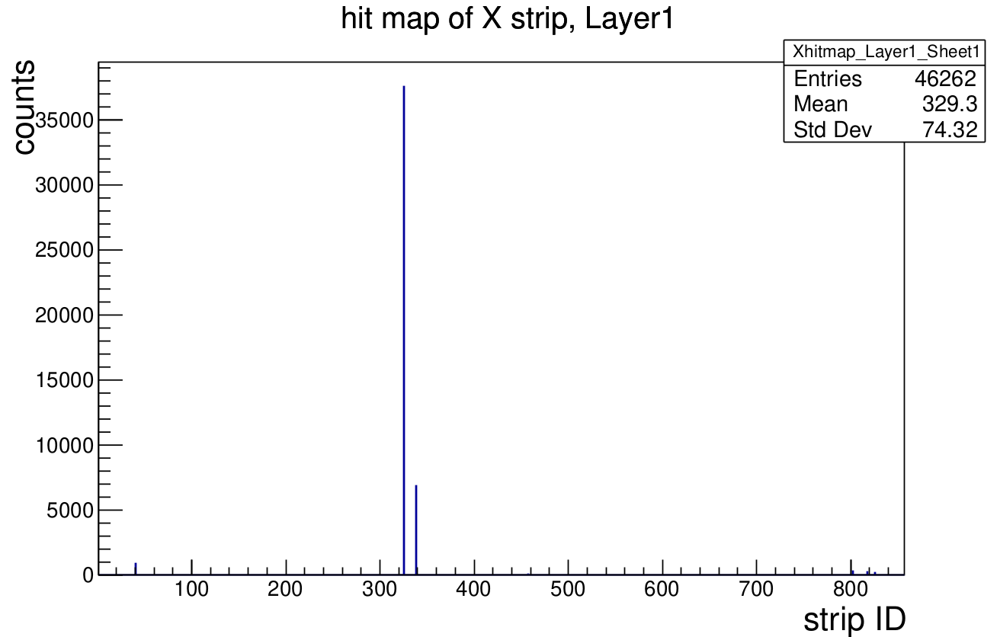 hit map of X strip, Layer1
Xhitmap_Layer1_Sheet1
Entries 46262
Mean 329.3
Std Dev 74.32
counts
35000
30000
25000
20000
15000
10000
5000
0
100 200 300 400 500 600 700 800
strip ID